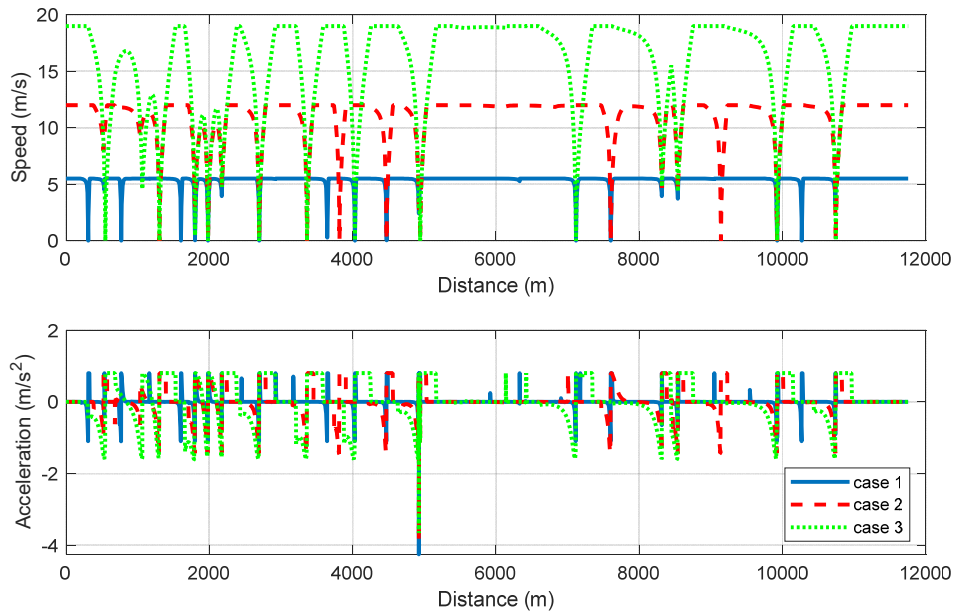 20
15
10
5
0
Speed (m/s)
0 2000 4000 6000 8000 10000 12000
Distance (m)
2
0
-2
-4
Acceleration (m/s²)
case 1
case 2
case 3
0 2000 4000 6000 8000 10000 12000
Distance (m)